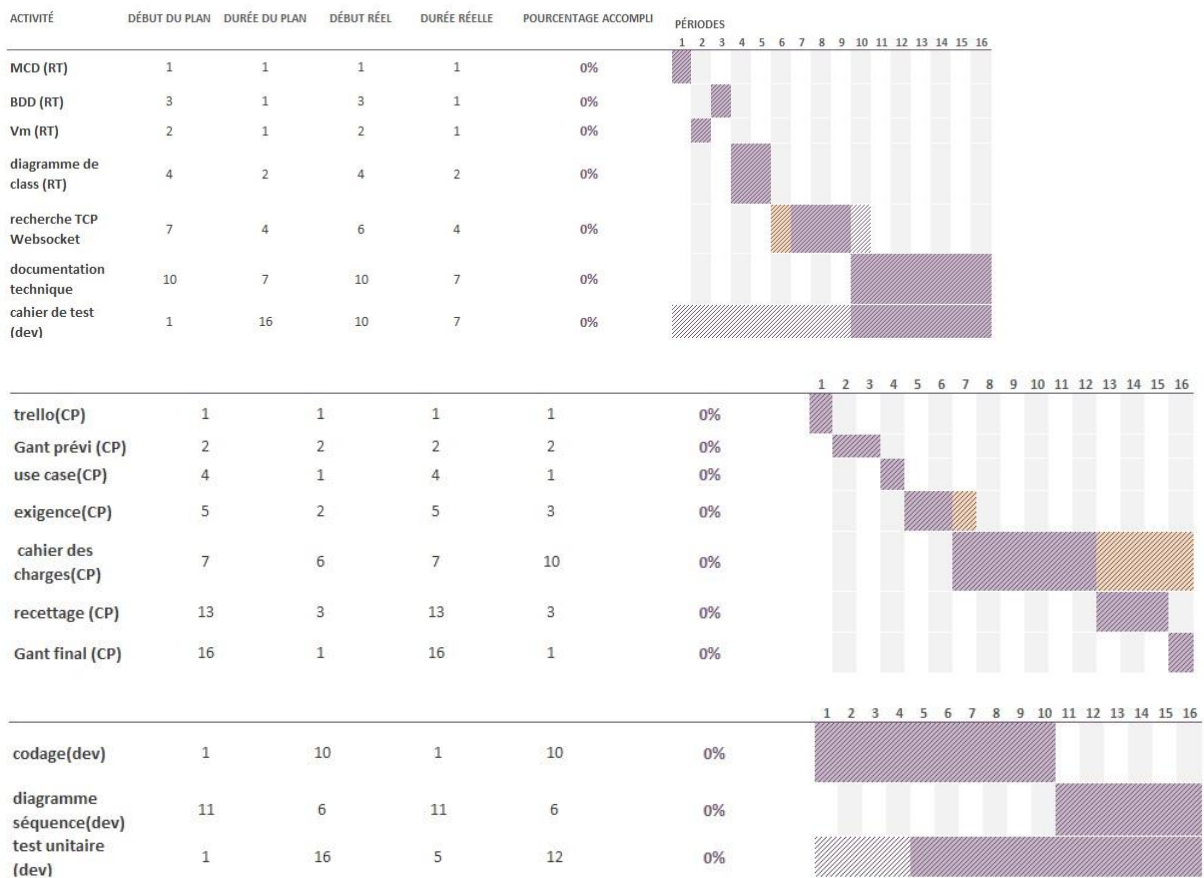 ACTIVITÉ DÉBUT DU PLAN DURÉE DU PLAN DÉBUT RÉEL DURÉE RÉELLE POURCENTAGE ACCOMPLI PÉRIODES
1 2 3 4 5 6 7 8 9 10 11 12 13 14 15 16
MCD (RT) 1 1 1 1 0%
BDD (RT) 3 1 3 1 0%
Vm (RT) 2 1 2 1 0%
diagramme de
class (RT) 4 2 4 2 0%
recherche TCP
Websocket 7 4 6 4 0%
documentation
technique 10 7 10 7 0%
cahier de test
(dev) 1 16 10 7 0%
1 2 3 4 5 6 7 8 9 10 11 12 13 14 15 16
trello(CP) 1 1 1 1 0%
Gant prévi (CP) 2 2 2 2 0%
use case(CP) 4 1 4 1 0%
exigence(CP) 5 2 5 3 0%
cahier des
charges(CP) 7 6 7 10 0%
recettage (CP) 13 3 13 3 0%
Gant final (CP) 16 1 16 1 0%
1 2 3 4 5 6 7 8 9 10 11 12 13 14 15 16
codage(dev) 1 10 1 10 0%
diagramme
séquence(dev) 11 6 11 6 0%
test unitaire
(dev) 1 16 5 12 0%